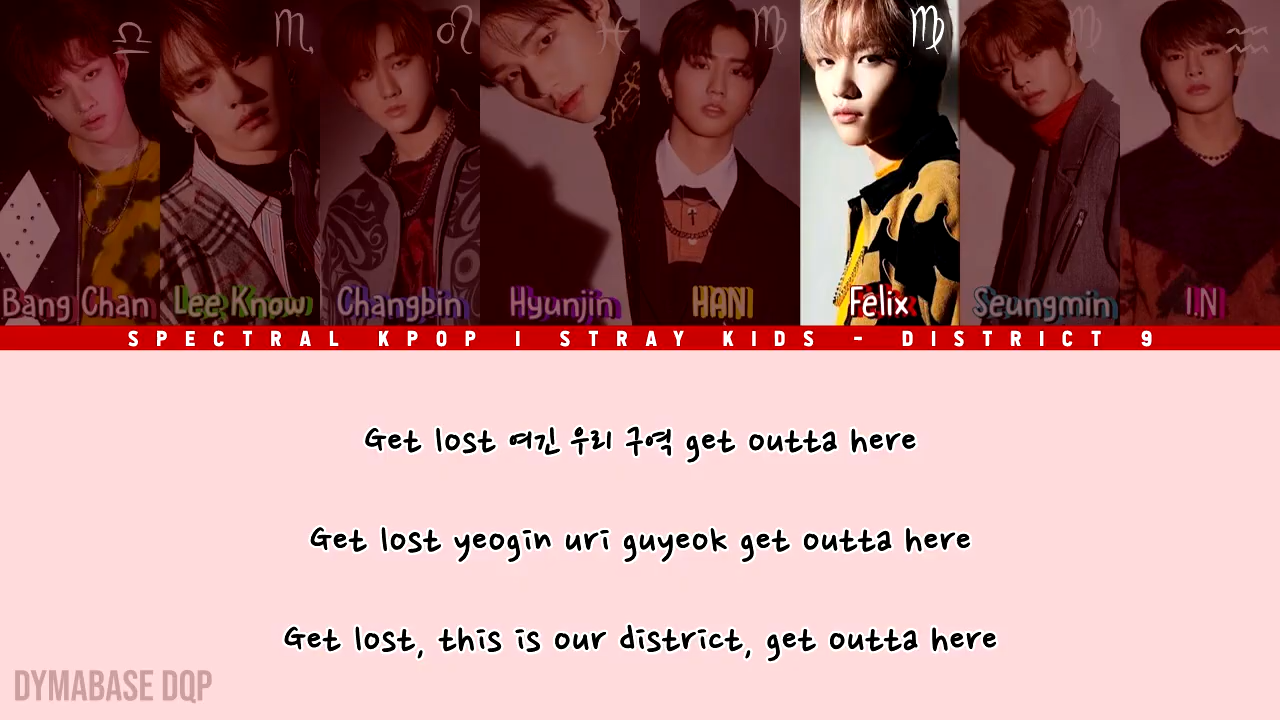 Bang Chan
Lee Know
Changbin
Hyunjin
HAN
Felix
Seungmin
I.N
SPECTRAL KPOP | STRAY KIDS - DISTRICT 9
Get lost 여긴 우리 구역 get outta here
Get lost yeogin uri guyeok get outta here
Get lost, this is our district, get outta here
DYMABASE DQP